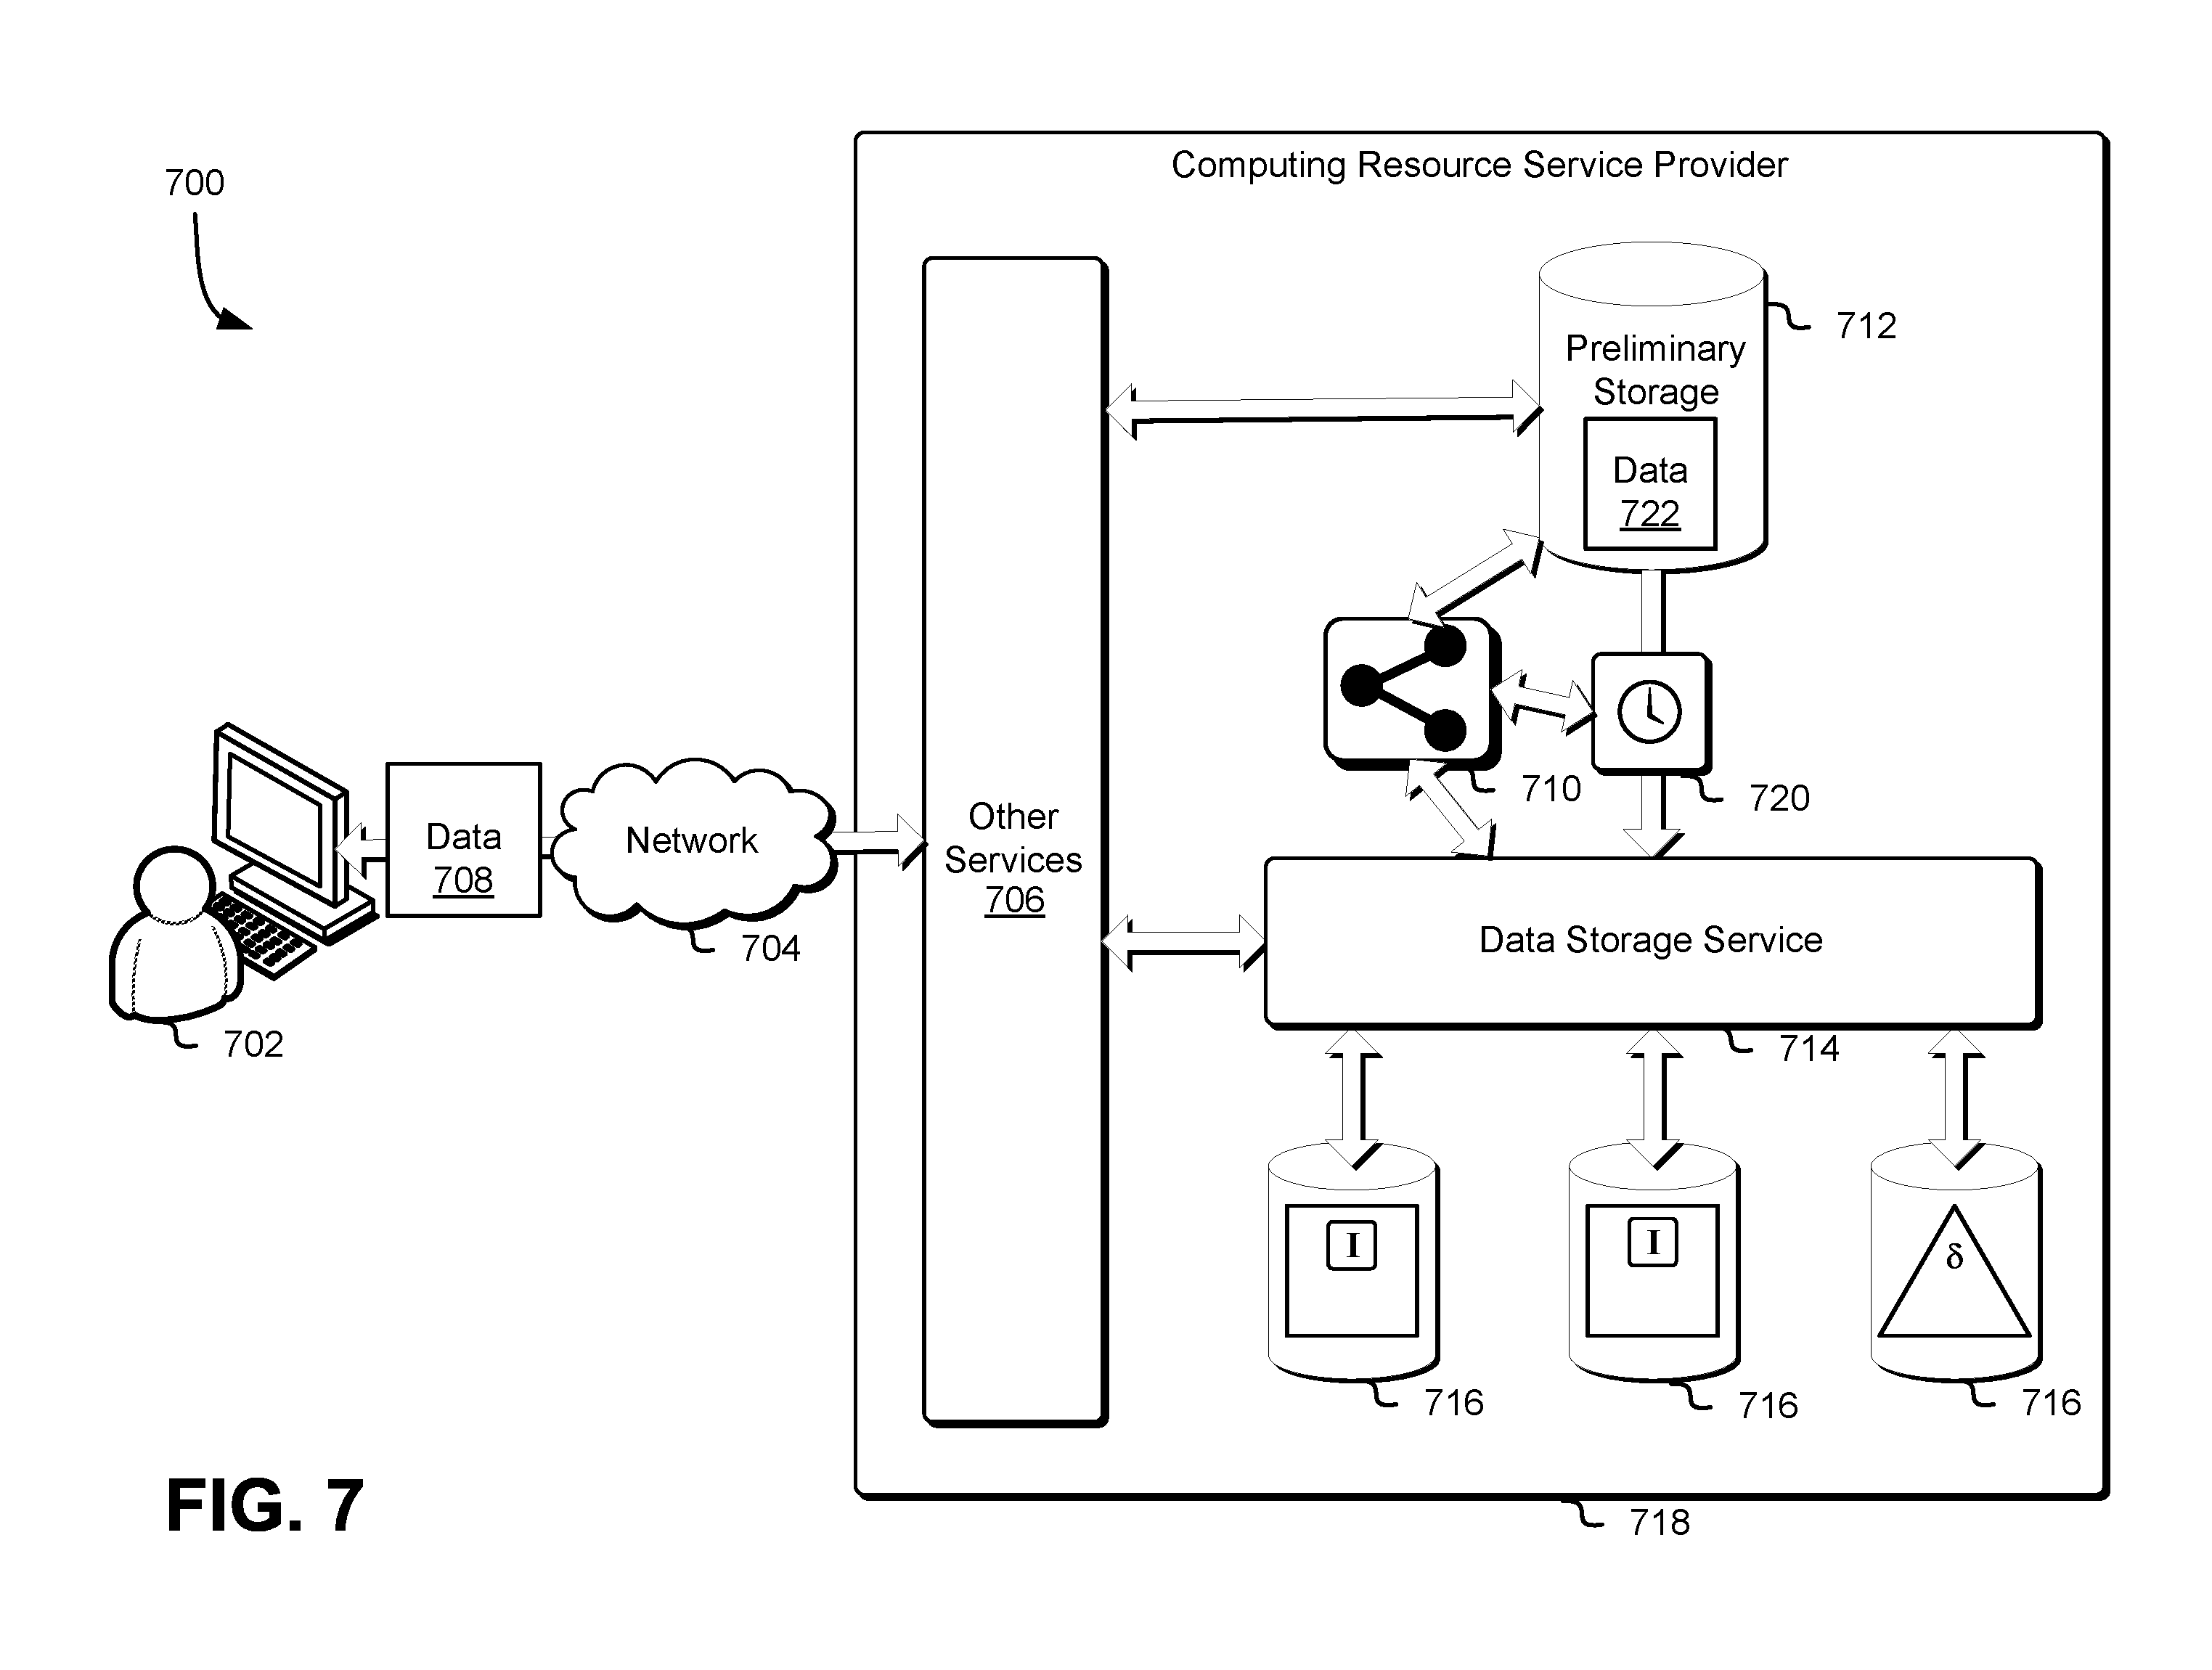 Computing Resource Service Provider
700
712
Preliminary
Storage
Data
722
710
720
Other
Services
706
Data
708
Network
704
702
Data Storage Service
714
I
I
δ
716
716
716
718
FIG. 7